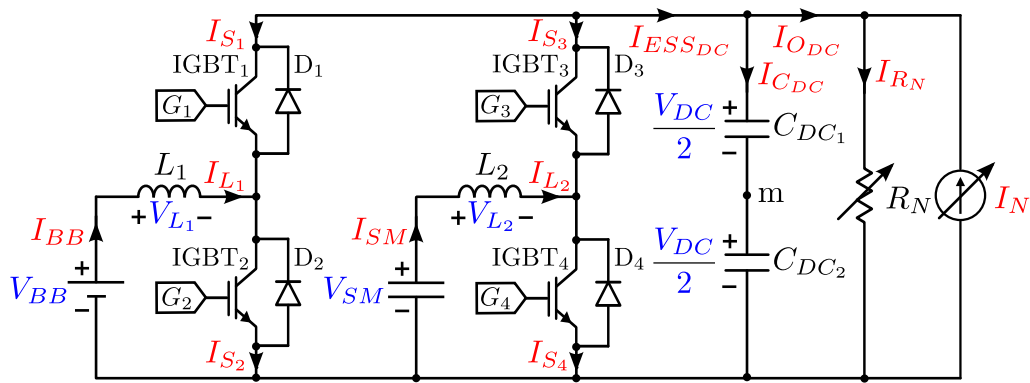 I_{S_1} I_{S_3} I_{ESS_{DC}} I_{O_{DC}}
IGBT_1 D_1 IGBT_3 D_3 I_{C_{DC}} I_{R_N}
G_1 G_3 V_{DC}/2 + − C_{DC_1}
L_1 I_{L_1} L_2 I_{L_2} m R_N I_N
+ V_{L_1} − + V_{L_2} −
I_{BB} I_{SM}
IGBT_2 D_2 IGBT_4 D_4 V_{DC}/2 + − C_{DC_2}
V_{BB} + − G_2 V_{SM} + − G_4
I_{S_2} I_{S_4}